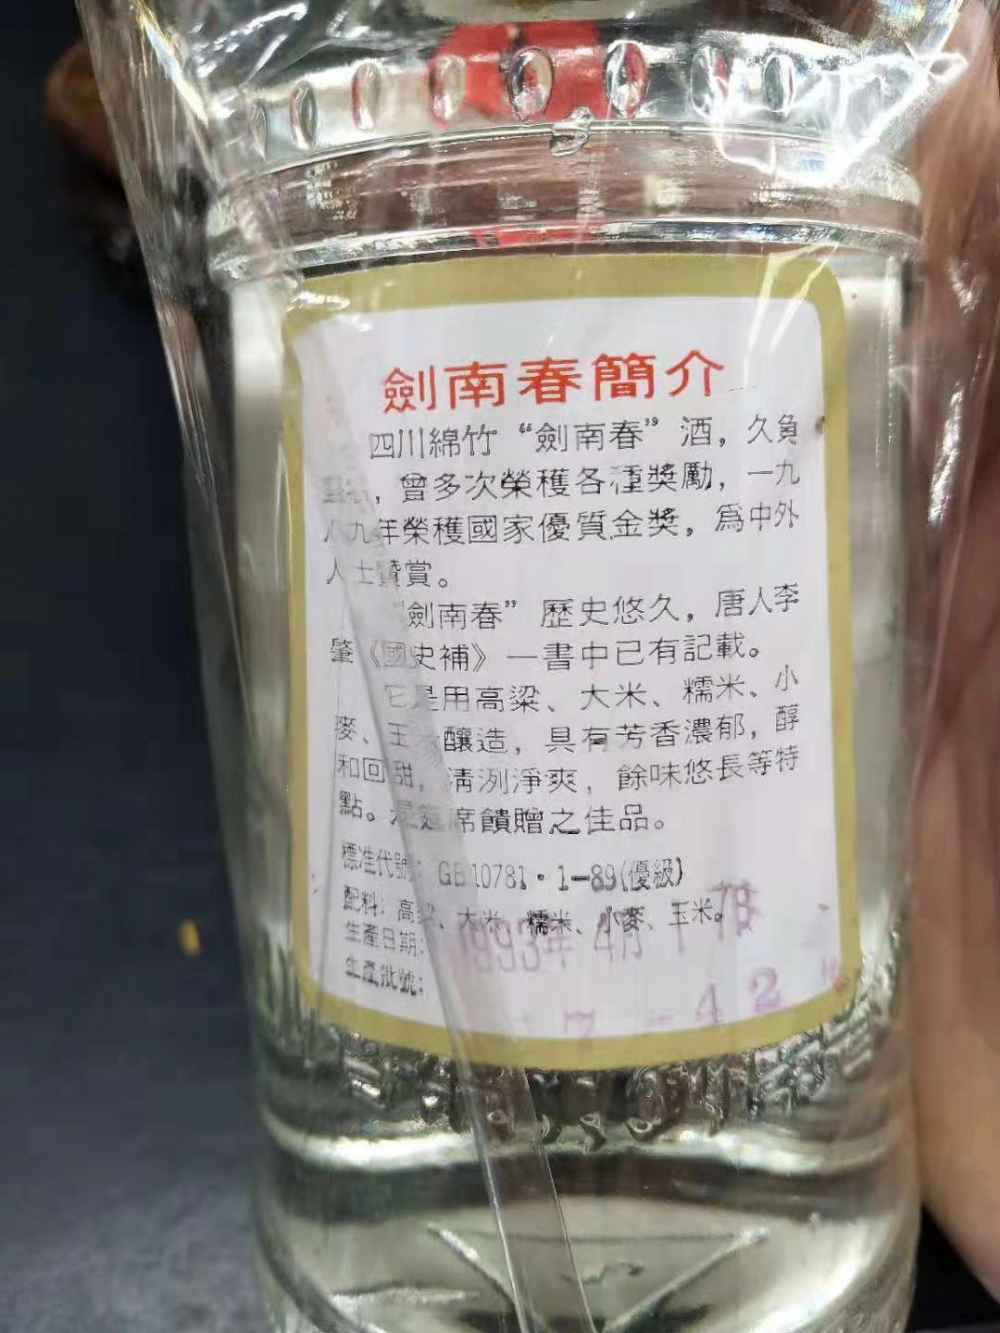 劍南春簡介
四川綿竹“劍南春”酒，久負
，曾多次榮獲各種獎勵，一九
八九年榮獲國家優質金獎，爲中外
人士贊賞。
“劍南春”歷史悠久，唐人李
肇《國史補》一書中已有記載。
它是用高粱、大米、糯米、小
麥、玉米釀造，具有芳香濃郁，醇
和回甜，清洌淨爽，餘味悠長等特
點。是筵席饋贈之佳品。
標准代號：GB10781·1-89(優級)
配料：高粱、大米、糯米、小麥、玉米。
生產日期：1993年4月17日
生產批號：7-42